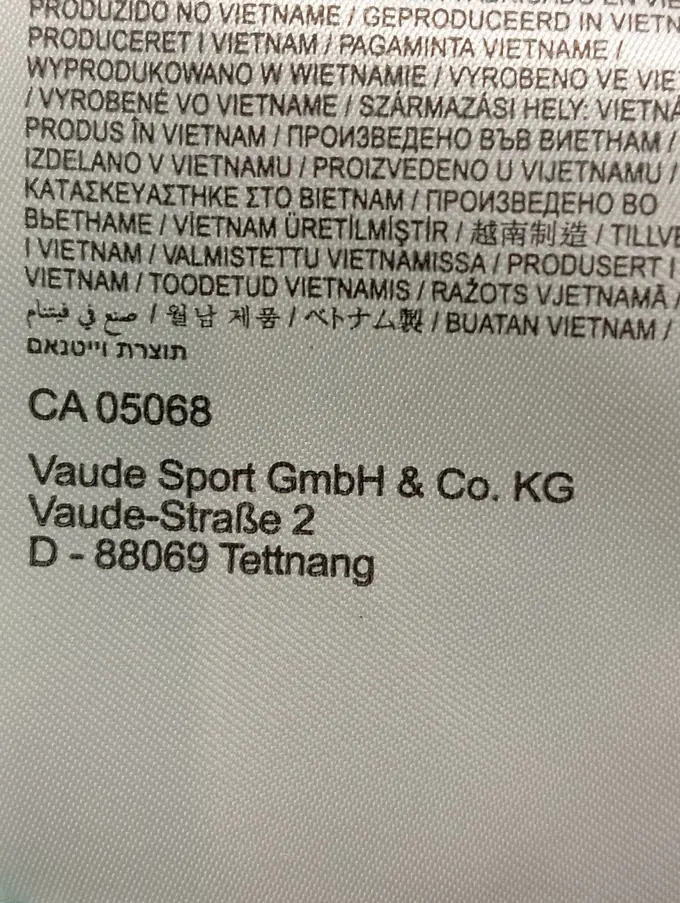 PRODUZIDO NO VIETNAME / GEPRODUCEERD IN
PRODUCERET I VIETNAM / PAGAMINTA VIETNAME /
WYPRODUKOWANO W WIETNAMIE / VYROBENO VE
/ VYROBENÉ VO VIETNAME / SZÁRMAZÁSI HELY:
PRODUS ÎN VIETNAM / ПРОИЗВЕДЕНО ВЪВ ВИЕТНАМ /
IZDELANO V VIETNAMU / PROIZVEDENO U VIJETNAMU /
ΚΑΤΑΣΚΕΥΑΣΤΗΚΕ ΣΤΟ ΒΙΕΤΝΑΜ / ПРОИЗВЕДЕНО ВО
ВЬЕТНАМЕ / VİETNAM ÜRETİLMİŞTİR / 越南制造 /
I VIETNAM / VALMISTETTU VIETNAMISSA / PRODUSERT I
VIETNAM / TOODETUD VIETNAMIS / RAŽOTS VJETNAMĀ /
صنع في فيتنام / 월남 제품 / ベトナム製 / BUATAN VIETNAM /
תוצרת וייטנאם
CA 05068
Vaude Sport GmbH & Co. KG
Vaude-Straße 2
D - 88069 Tettnang